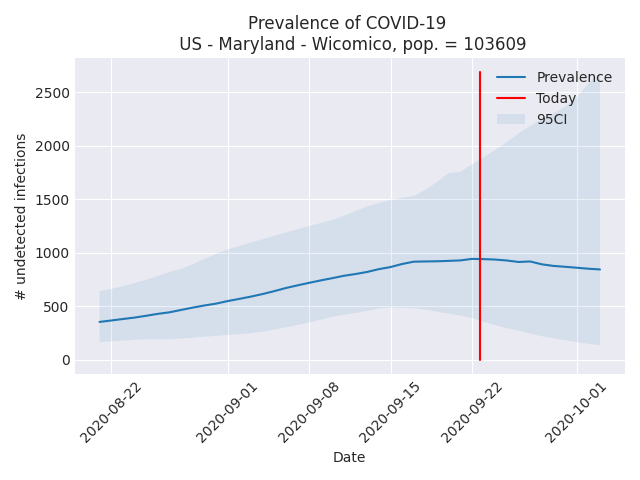 Prevalence of COVID-19
US - Maryland - Wicomico, pop. = 103609
Prevalence
Today
95CI
# undetected infections
2500
2000
1500
1000
500
0
2020-08-22
2020-09-01
2020-09-08
2020-09-15
2020-09-22
2020-10-01
Date